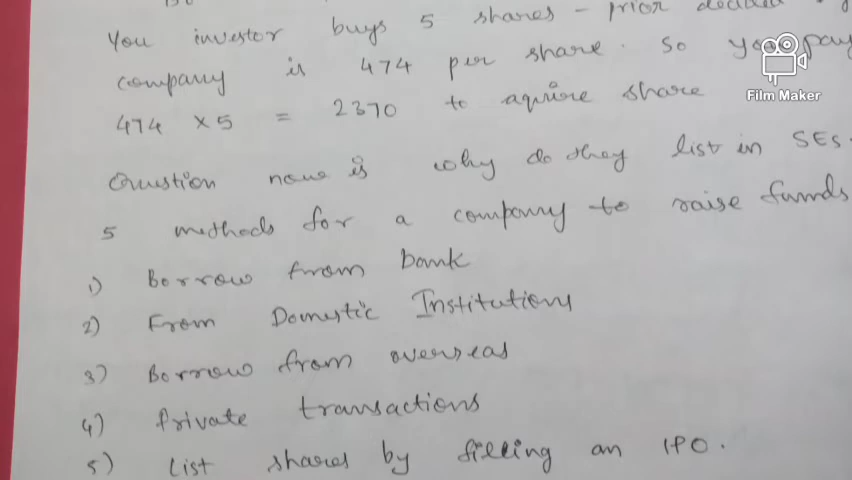 You investor buys 5 shares - prior decided
company is 474 per share. So you pay
474 x 5 = 2370 to aquire share
Film Maker
Question now is why do they list in SEs.
5 methods for a company to raise funds
1) Borrow from bank
2) From Domestic Institutions
3) Borrow from overseas
4) Private transactions
5) List shares by filling an IPO.